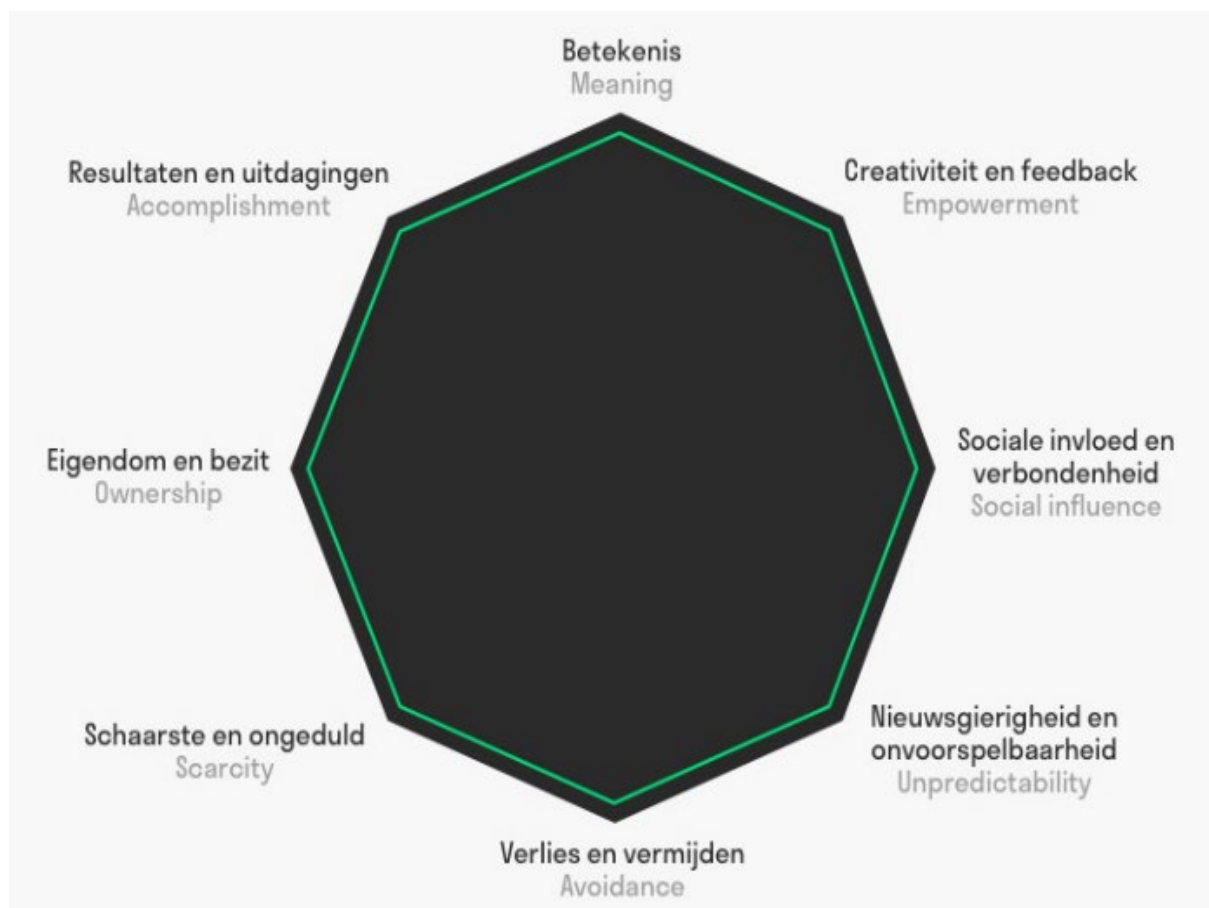 Betekenis
Meaning
Resultaten en uitdagingen
Accomplishment
Creativiteit en feedback
Empowerment
Eigendom en bezit
Ownership
Sociale invloed en
verbondenheid
Social influence
Schaarste en ongeduld
Scarcity
Nieuwsgierigheid en
onvoorspelbaarheid
Unpredictability
Verlies en vermijden
Avoidance